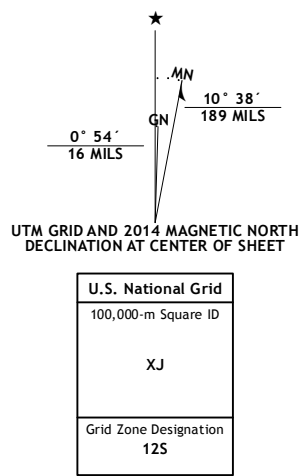 ★
MN
GN
10° 38´
189 MILS
0° 54´
16 MILS
UTM GRID AND 2014 MAGNETIC NORTH
DECLINATION AT CENTER OF SHEET
U.S. National Grid
100,000-m Square ID
XJ
Grid Zone Designation
12S